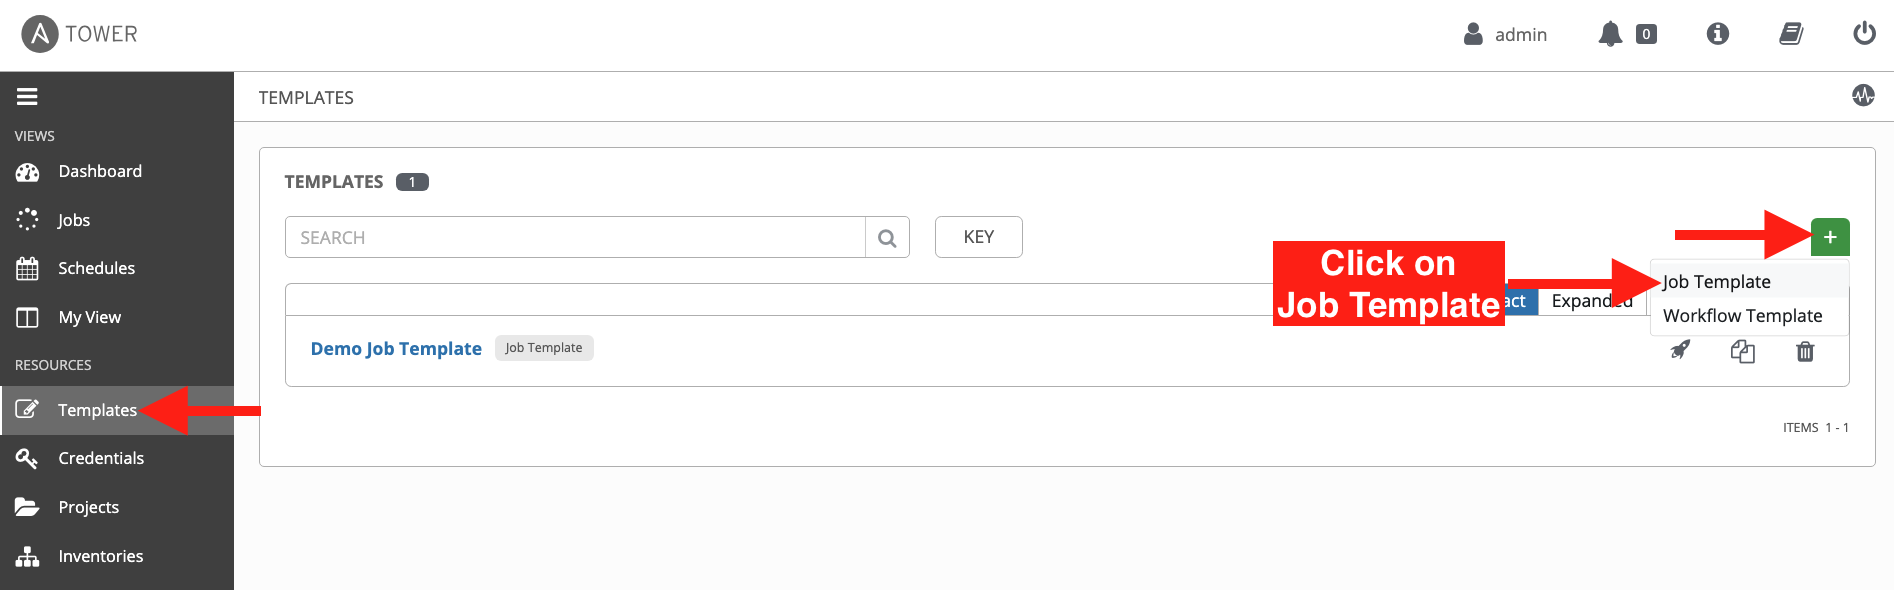 TOWER
admin
0
TEMPLATES
VIEWS
Dashboard
Jobs
Schedules
My View
RESOURCES
Templates
Credentials
Projects
Inventories
TEMPLATES 1
SEARCH
KEY
+
Click on
Job Template
Job Template
Workflow Template
Expanded
Demo Job Template Job Template
ITEMS 1 - 1